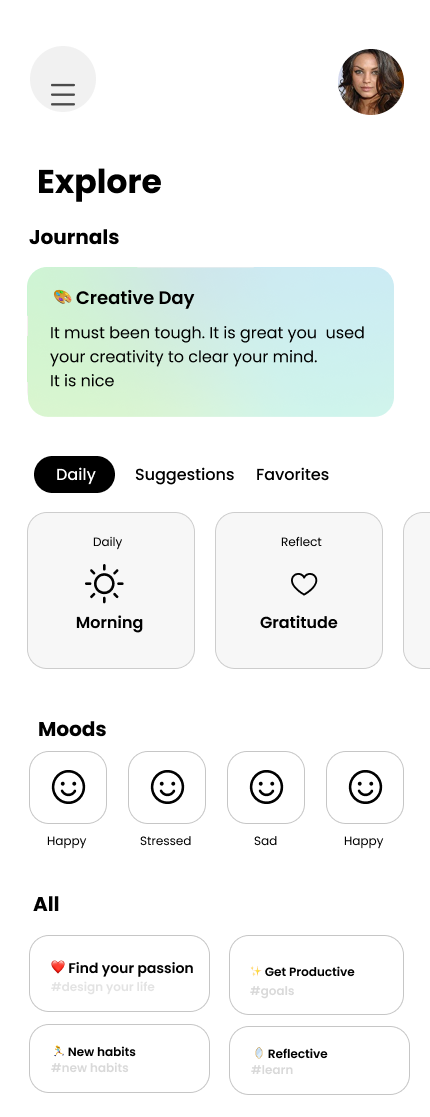 Explore
Journals
🎨 Creative Day
It must been tough. It is great you used
your creativity to clear your mind.
It is nice
Daily Suggestions Favorites
Daily
Morning
Reflect
Gratitude
Moods
Happy Stressed Sad Happy
All
❤️ Find your passion
#design your life
✨ Get Productive
#goals
🏃‍♀️ New habits
#new habits
🪞 Reflective
#learn